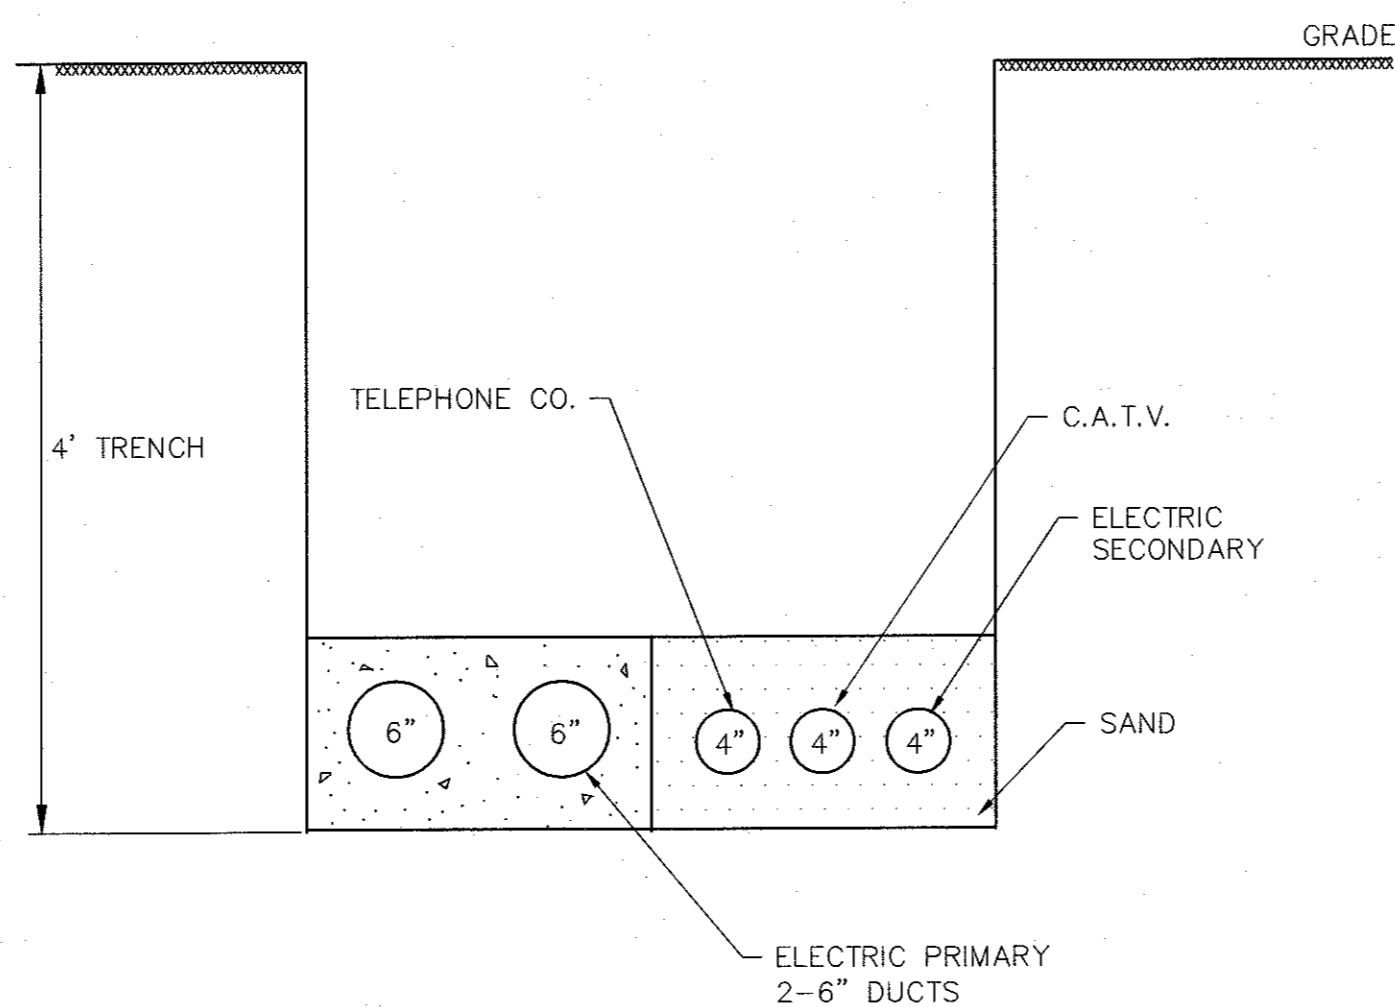 GRADE
TELEPHONE CO.
C.A.T.V.
4' TRENCH
ELECTRIC
SECONDARY
6"
6"
4"
4"
4"
SAND
ELECTRIC PRIMARY
2-6" DUCTS